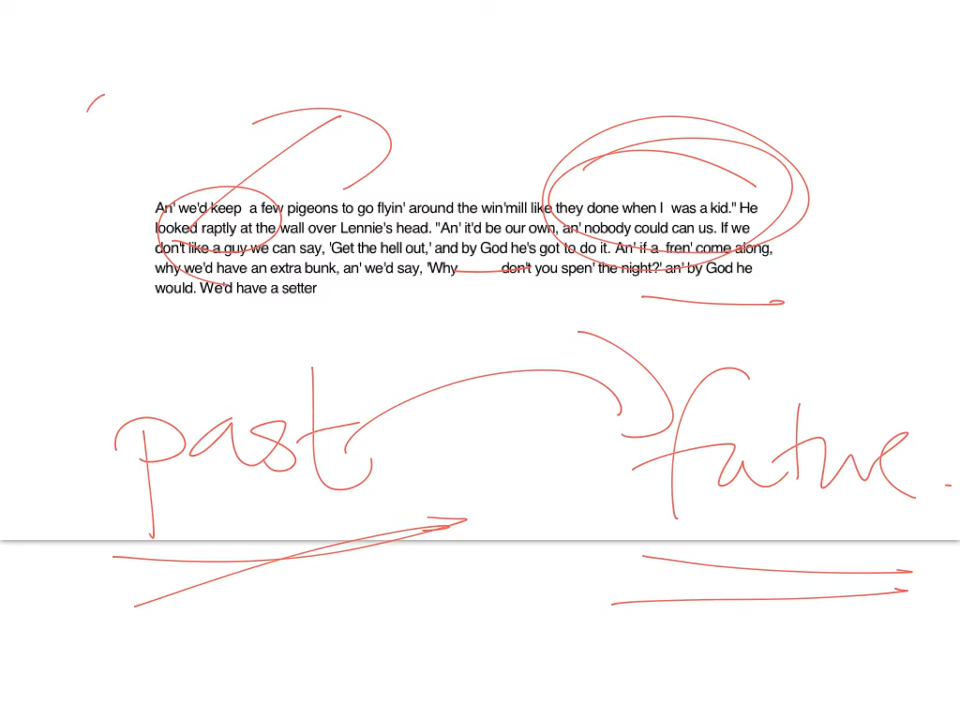 An' we'd keep a few pigeons to go flyin' around the win'mill like they done when I was a kid." He
looked raptly at the wall over Lennie's head. "An' it'd be our own, an' nobody could can us. If we
don't like a guy we can say, 'Get the hell out,' and by God he's got to do it. An' if a fren' come along,
why we'd have an extra bunk, an' we'd say, 'Why don't you spen' the night?' an' by God he
would. We'd have a setter
past future.